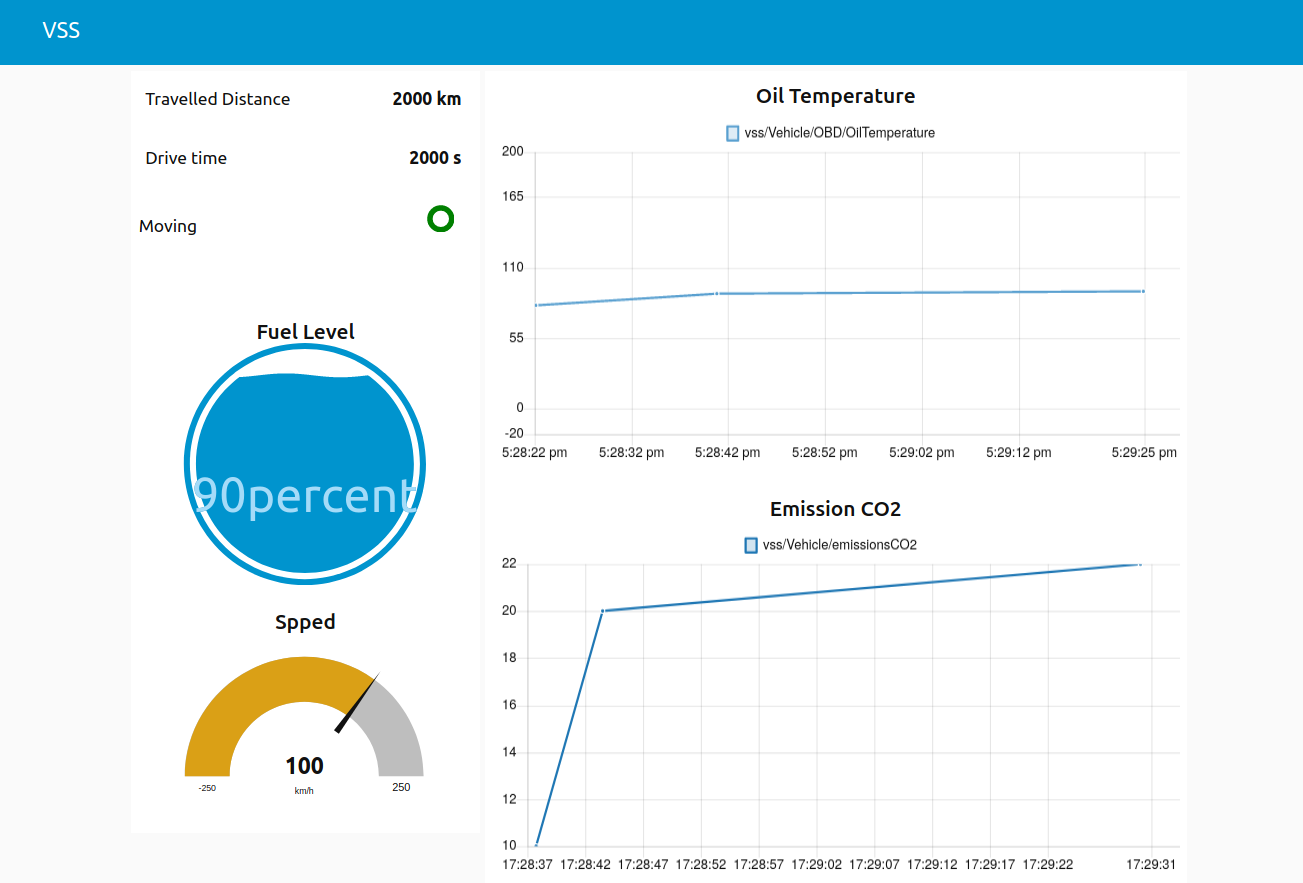 VSS
Travelled Distance 2000 km
Drive time 2000 s
Moving
Fuel Level
90percent
Spped
100
km/h
-250
250
Oil Temperature
vss/Vehicle/OBD/OilTemperature
200
165
110
55
0
-20
5:28:22 pm 5:28:32 pm 5:28:42 pm 5:28:52 pm 5:29:02 pm 5:29:12 pm 5:29:25 pm
Emission CO2
vss/Vehicle/emissionsCO2
22
20
18
16
14
12
10
17:28:37 17:28:42 17:28:47 17:28:52 17:28:57 17:29:02 17:29:07 17:29:12 17:29:17 17:29:22 17:29:31